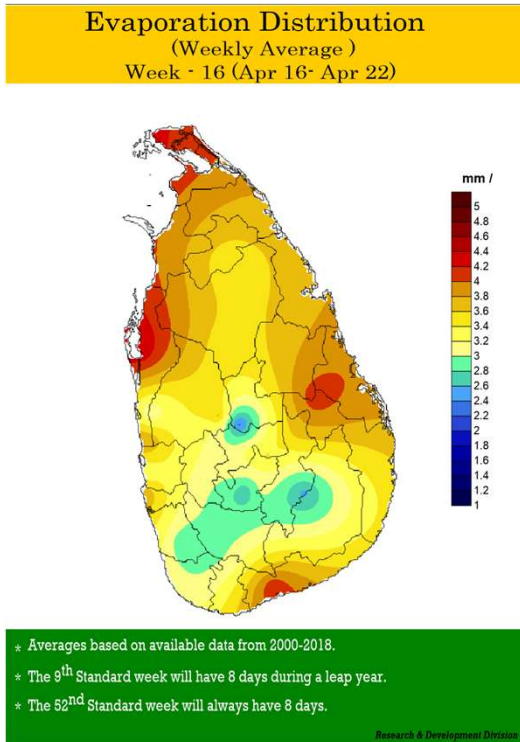 Evaporation Distribution
(Weekly Average )
Week - 16 (Apr 16- Apr 22)
mm /
5
4.8
4.6
4.4
4.2
4
3.8
3.6
3.4
3.2
3
2.8
2.6
2.4
2.2
2
1.8
1.6
1.4
1.2
1
* Averages based on available data from 2000-2018.
* The 9th Standard week will have 8 days during a leap year.
* The 52nd Standard week will always have 8 days.
Research & Development Division